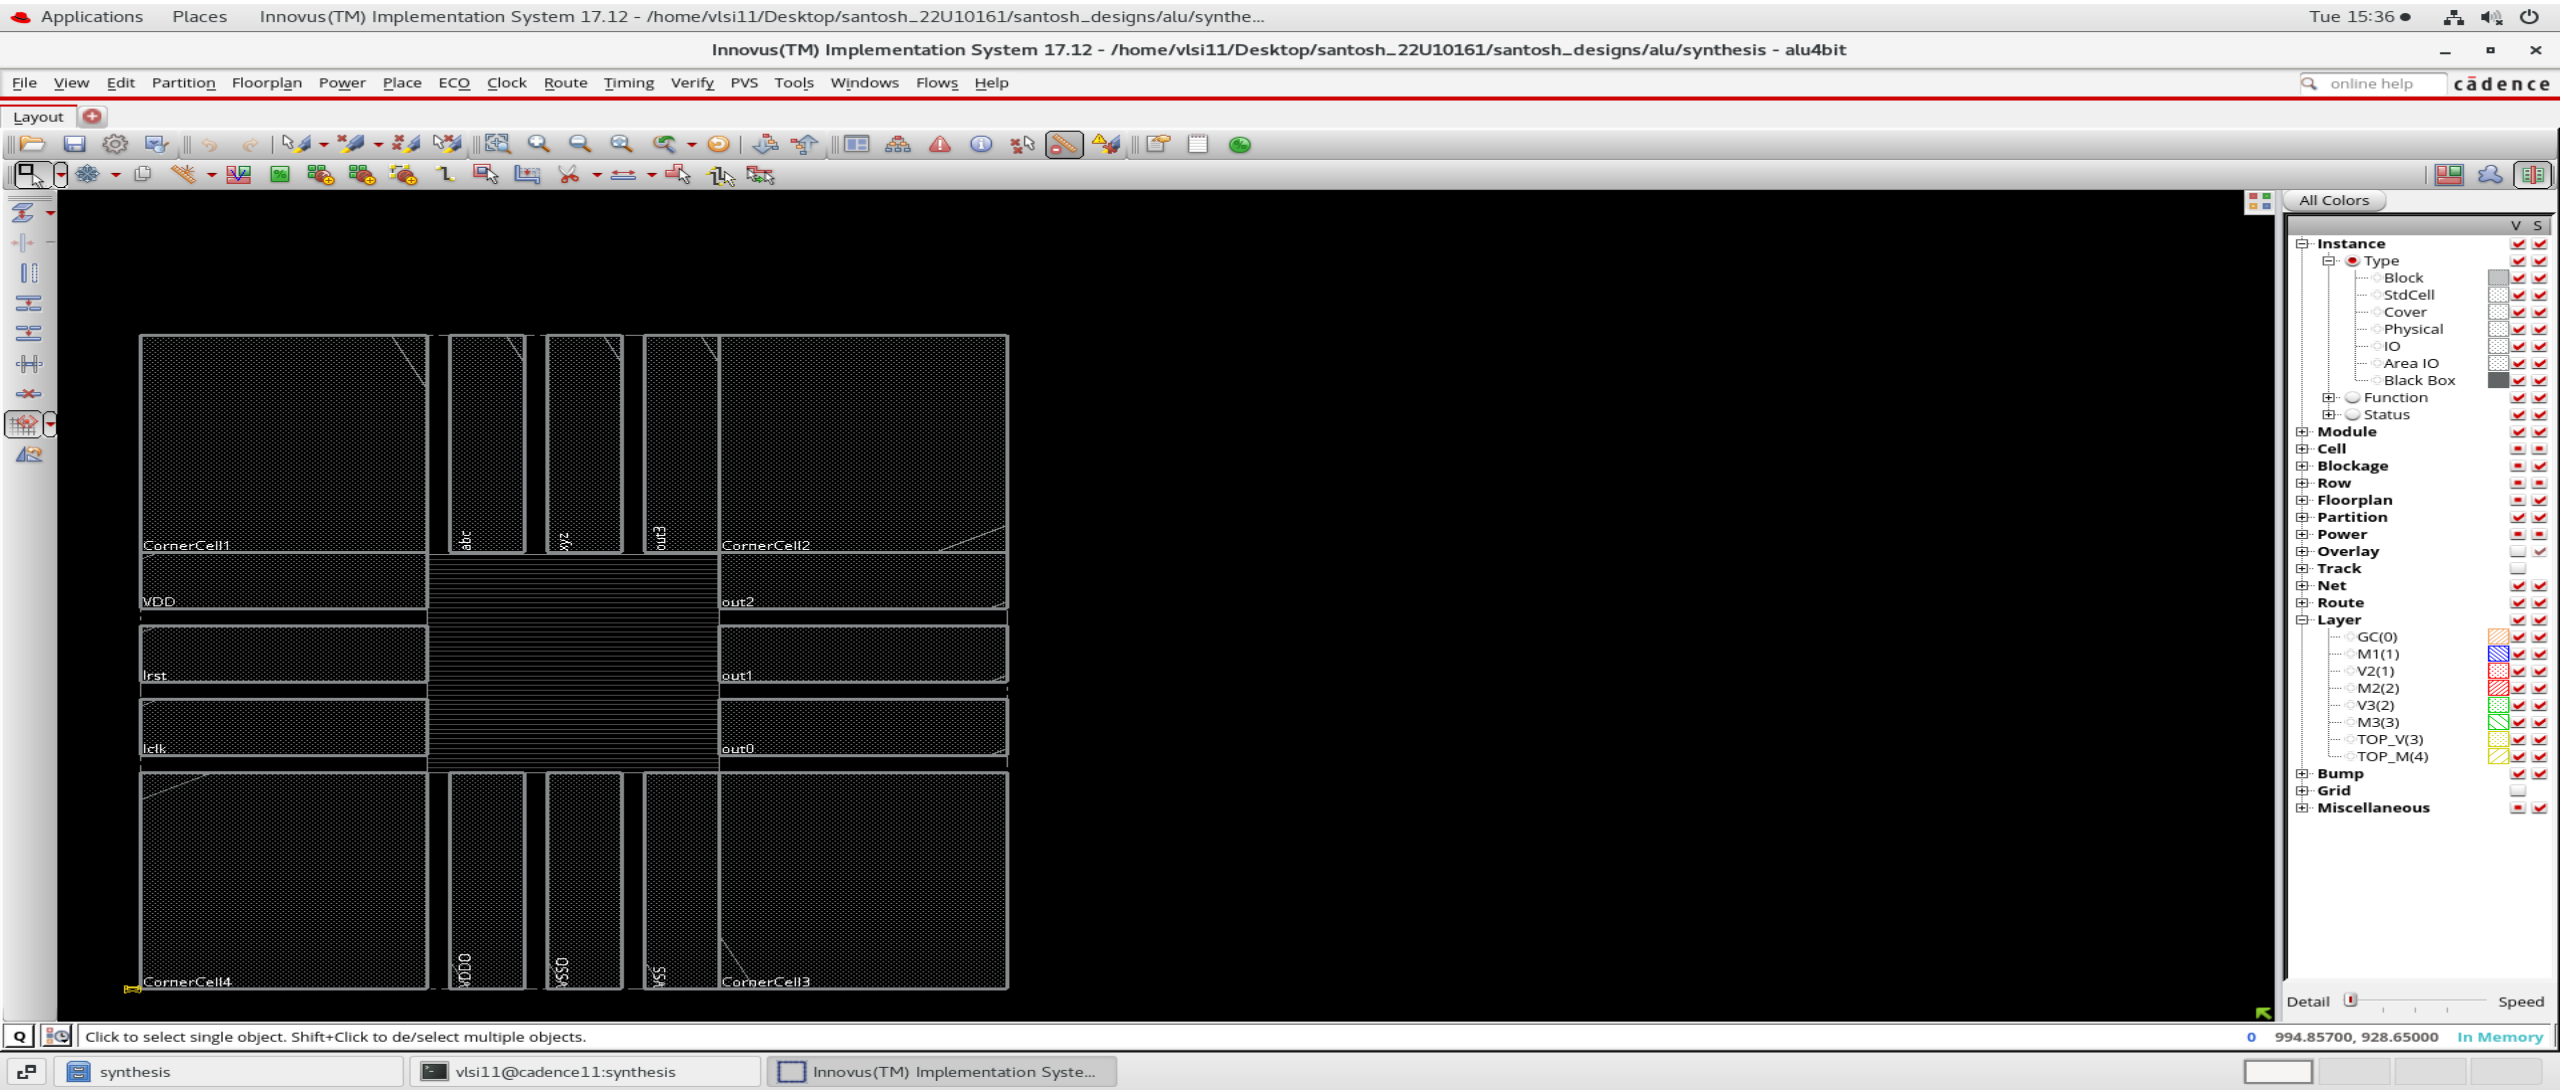 Applications Places Innovus(TM) Implementation System 17.12 - /home/vlsi11/Desktop/santosh_22U10161/santosh_designs/alu/synthe... Tue 15:36
Innovus(TM) Implementation System 17.12 - /home/vlsi11/Desktop/santosh_22U10161/santosh_designs/alu/synthesis - alu4bit
File View Edit Partition Floorplan Power Place ECO Clock Route Timing Verify PVS Tools Windows Flows Help online help cādence
Layout
All Colors
V S
Instance
Type
Block
StdCell
Cover
Physical
IO
Area IO
Black Box
Function
Status
Module
Cell
Blockage
Row
Floorplan
Partition
Power
Overlay
Track
Net
Route
Layer
GC(0)
M1(1)
V2(1)
M2(2)
V3(2)
M3(3)
TOP_V(3)
TOP_M(4)
Bump
Grid
Miscellaneous
Detail Speed
CornerCell1 abc xyz out3 CornerCell2
VDD out2
Irst out1
Iclk out0
CornerCell4 VDDO VSSO VSS CornerCell3
Q Click to select single object. Shift+Click to de/select multiple objects. 0 994.85700, 928.65000 In Memory
synthesis vlsi11@cadence11:synthesis Innovus(TM) Implementation Syste...